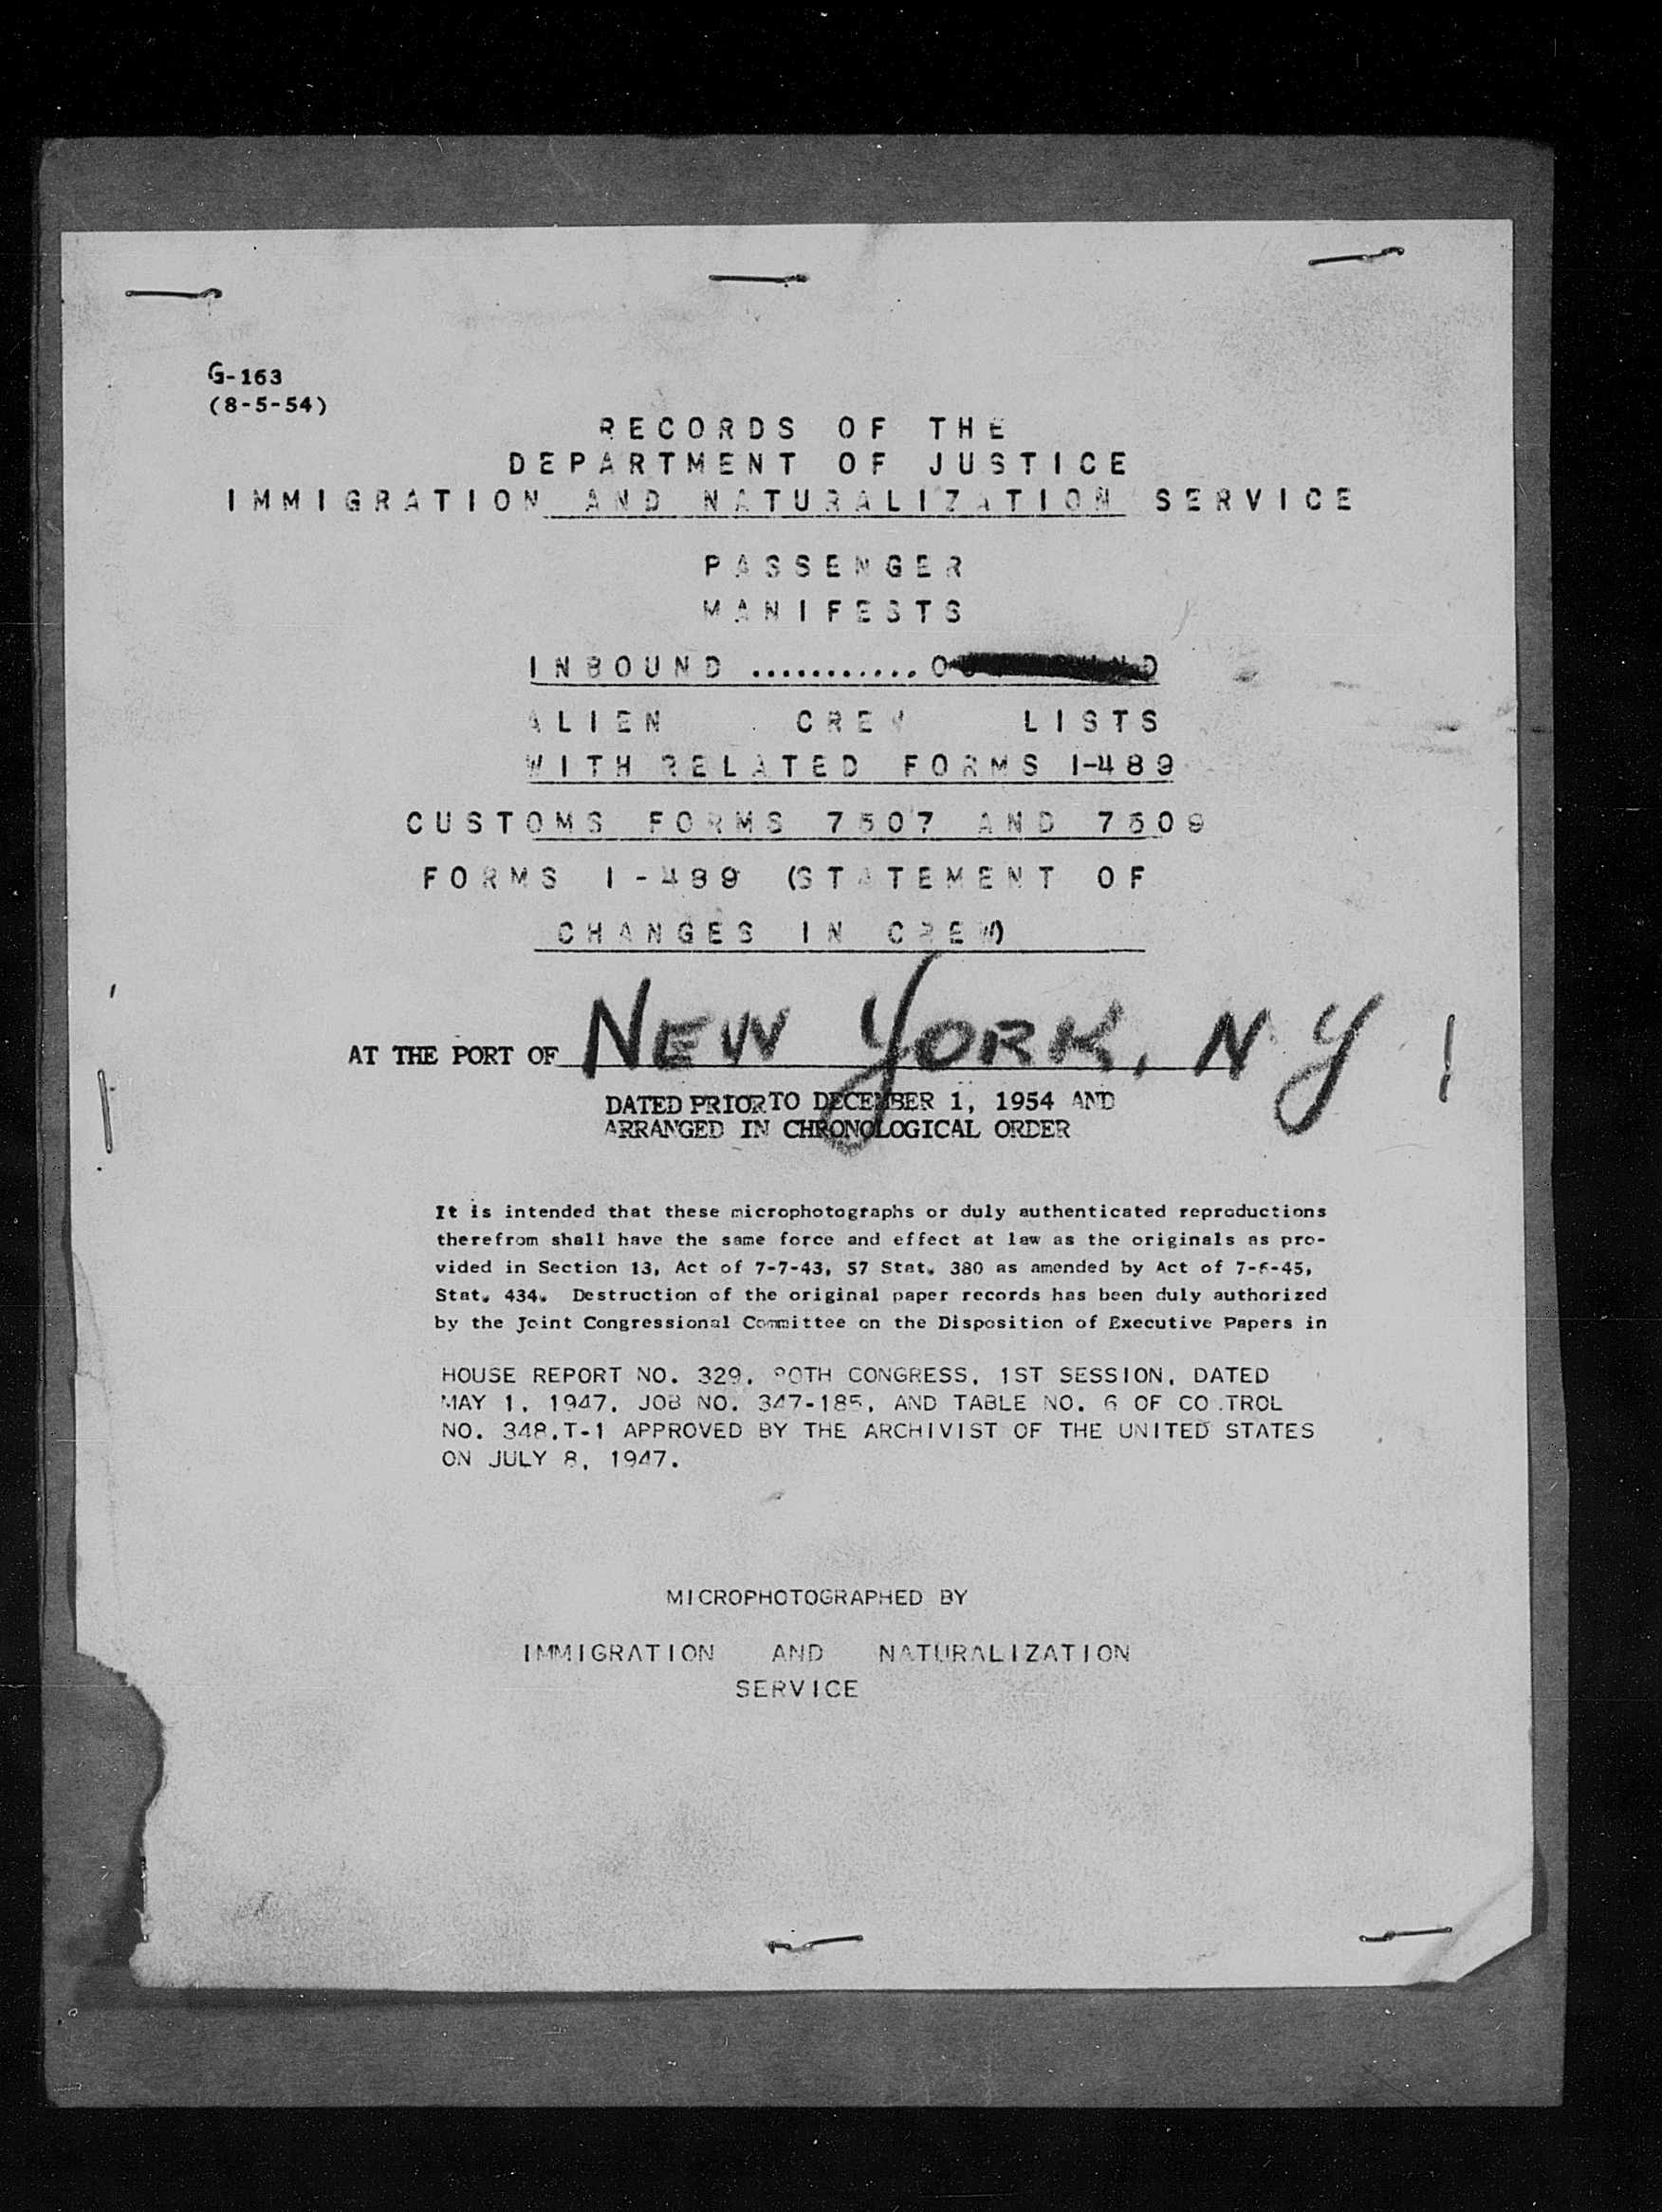 G-163
(8-5-54)
RECORDS OF THE
DEPARTMENT OF JUSTICE
IMMIGRATION AND NATURALIZATION SERVICE
PASSENGER
MANIFESTS
INBOUND ...........OUTBOUND
ALIEN CREW LISTS
WITH RELATED FORMS I-489
CUSTOMS FORMS 7507 AND 7509
FORMS I-489 (STATEMENT OF
CHANGES IN CREW)
AT THE PORT OF NEW YORK, NY
DATED PRIOR TO DECEMBER 1, 1954 AND
ARRANGED IN CHRONOLOGICAL ORDER
It is intended that these microphotographs or duly authenticated reproductions
therefrom shall have the same force and effect at law as the originals as pro-
vided in Section 13, Act of 7-7-43, 57 Stat. 380 as amended by Act of 7-6-45,
Stat. 434. Destruction of the original paper records has been duly authorized
by the Joint Congressional Committee on the Disposition of Executive Papers in
HOUSE REPORT NO. 329, 80TH CONGRESS, 1ST SESSION, DATED
MAY 1, 1947, JOB NO. 347-185, AND TABLE NO. 6 OF CO.TROL
NO. 348.T-1 APPROVED BY THE ARCHIVIST OF THE UNITED STATES
ON JULY 8, 1947.
MICROPHOTOGRAPHED BY
IMMIGRATION AND NATURALIZATION
SERVICE